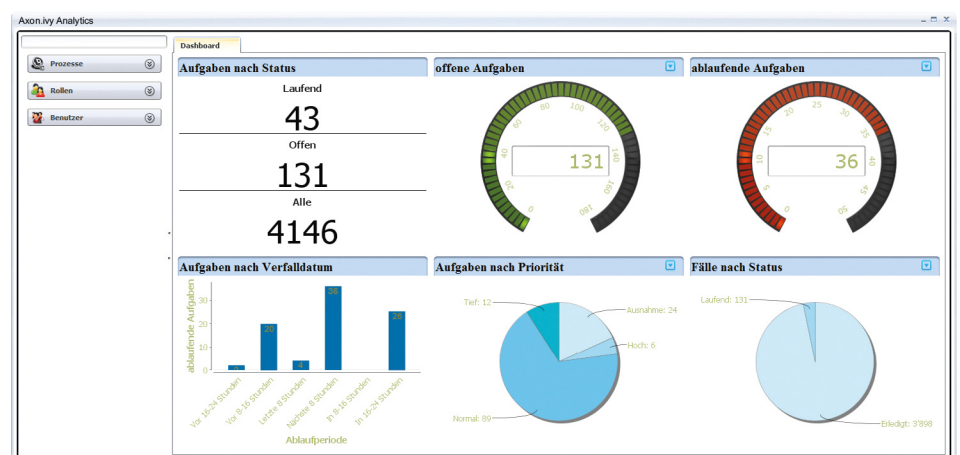 Axon.ivy Analytics
Dashboard
Prozesse
Rollen
Benutzer
Aufgaben nach Status
Laufend
43
Offen
131
Alle
4146
offene Aufgaben
0
20
40
60
80
100
120
140
160
180
131
ablaufende Aufgaben
0
5
10
15
20
25
30
35
40
45
50
36
Aufgaben nach Verfalldatum
ablaufende Aufgaben
30
20
10
0
20
4
36
Vor 16-24 Stunden
Vor 8-16 Stunden
Letzte 8 Stunden
Nächste 8 Stunden
In 8-16 Stunden
In 16-24 Stunden
Ablaufperiode
Aufgaben nach Priorität
Tief: 12
Ausnahme: 24
Hoch: 6
Normal: 89
Fälle nach Status
Laufend: 131
Erledigt: 3'898